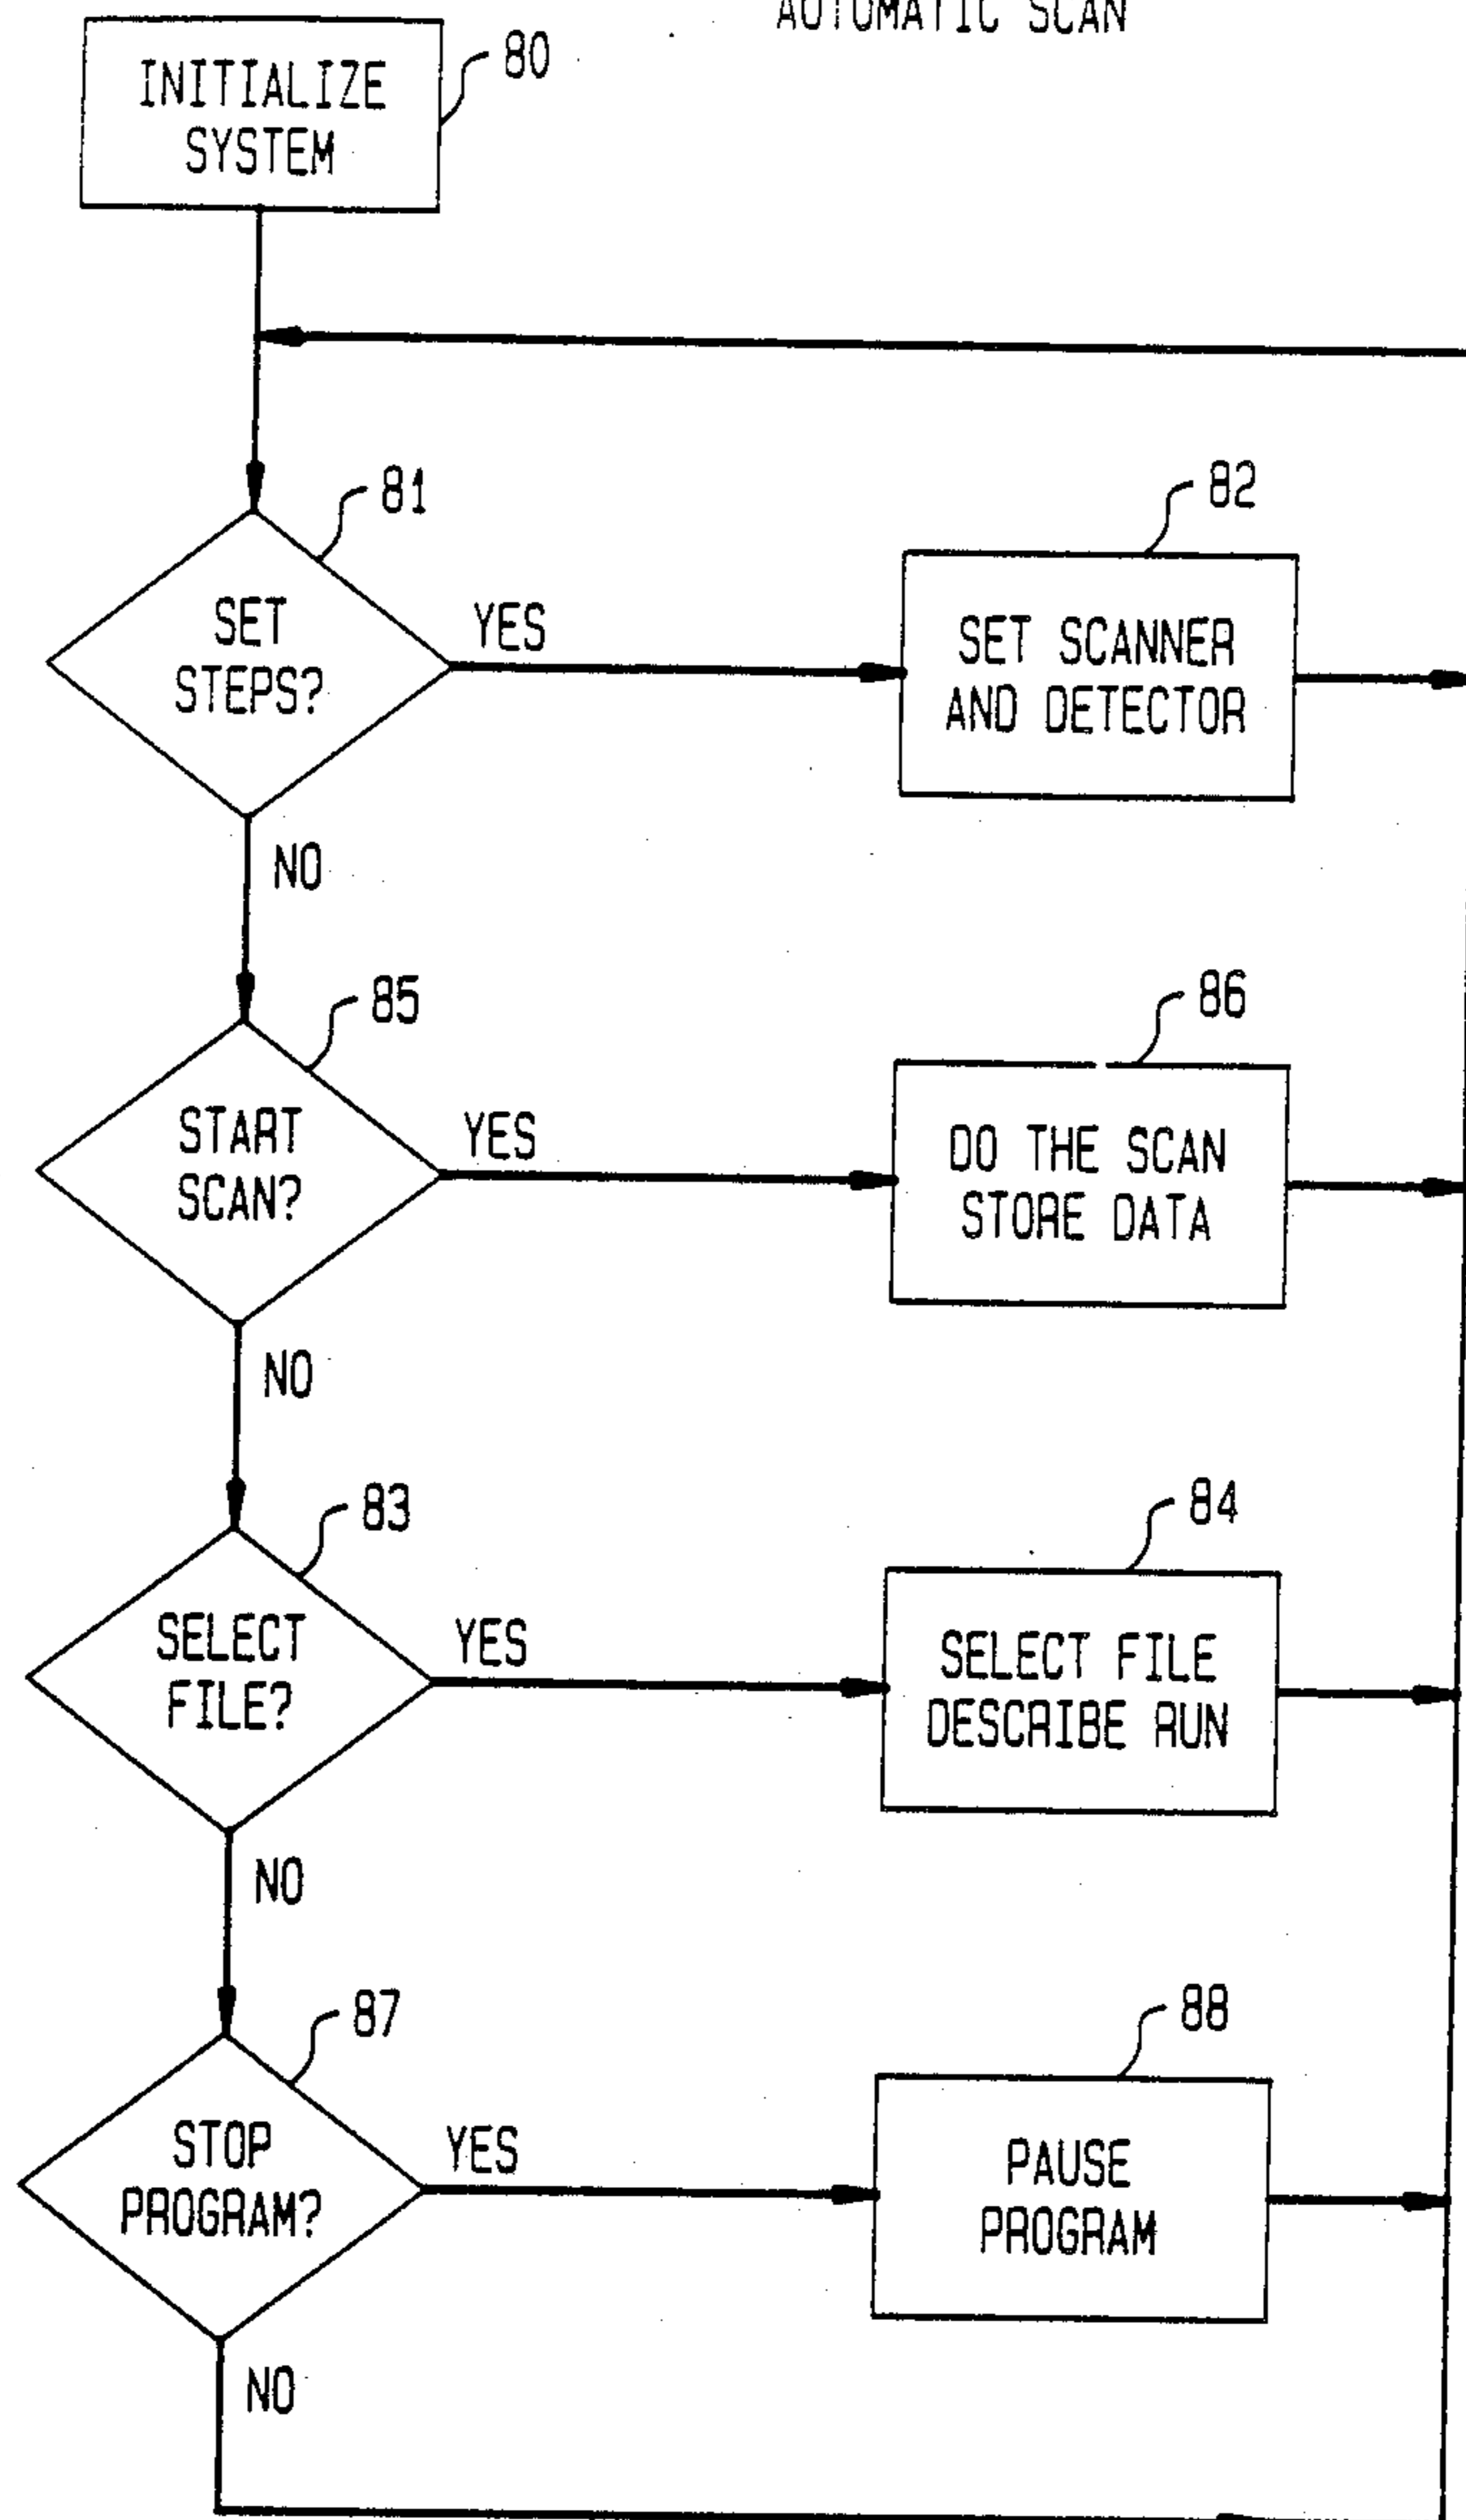 AUTOMATIC SCAN
80
INITIALIZE
SYSTEM
81
82
SET
STEPS?
YES
SET SCANNER
AND DETECTOR
NO
85
86
START
SCAN?
YES
DO THE SCAN
STORE DATA
NO
83
84
SELECT
FILE?
YES
SELECT FILE
DESCRIBE RUN
NO
87
88
STOP
PROGRAM?
YES
PAUSE
PROGRAM
NO